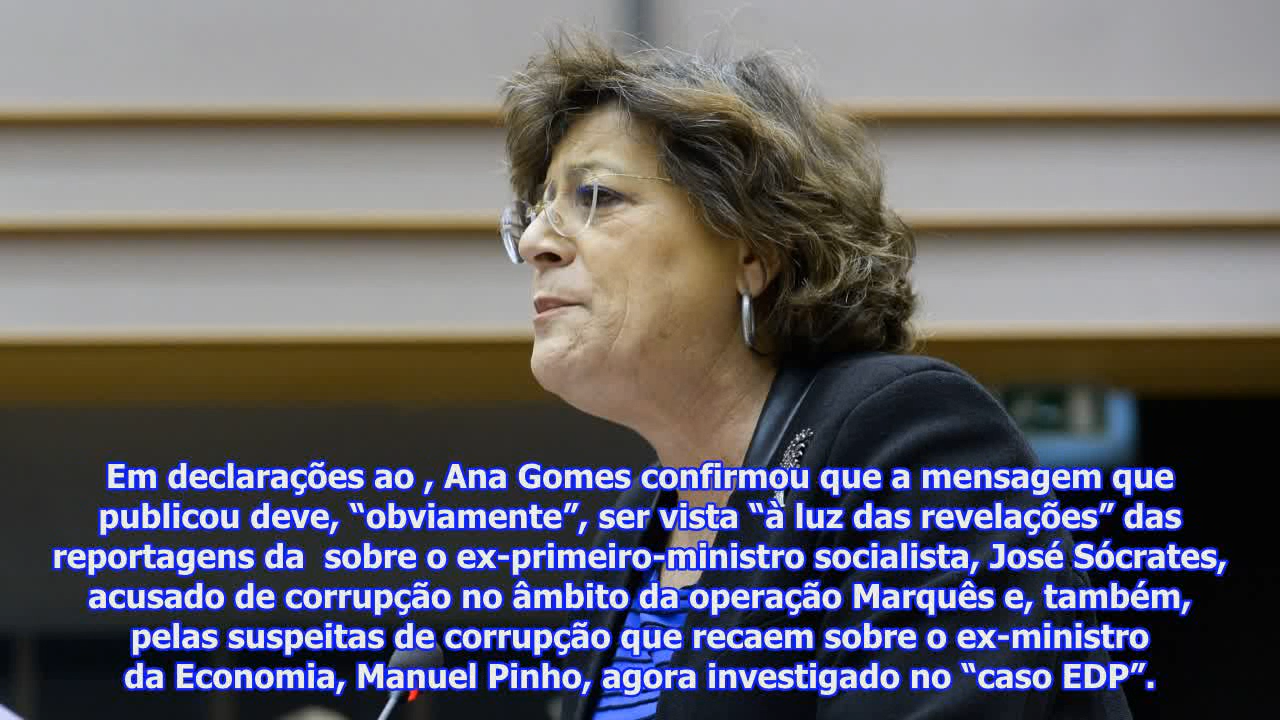 Em declarações ao , Ana Gomes confirmou que a mensagem que
publicou deve, “obviamente”, ser vista “à luz das revelações” das
reportagens da  sobre o ex-primeiro-ministro socialista, José Sócrates,
acusado de corrupção no âmbito da operação Marquês e, também,
pelas suspeitas de corrupção que recaem sobre o ex-ministro
da Economia, Manuel Pinho, agora investigado no “caso EDP”.